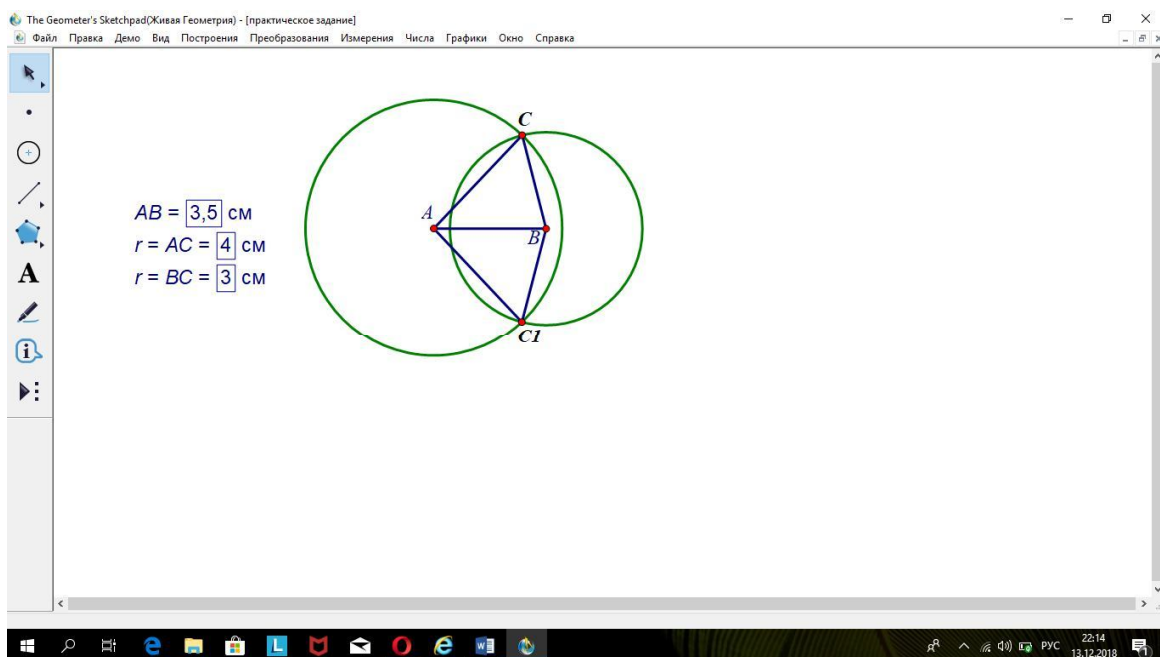 The Geometer's Sketchpad(Живая Геометрия) - [практическое задание]
Файл Правка Демо Вид Построения Преобразования Измерения Числа Графики Окно Справка
A
C
AB = 3,5 см
r = AC = 4 см
r = BC = 3 см
A
B
C1
L
W
РУС
22:14
13.12.2018
1